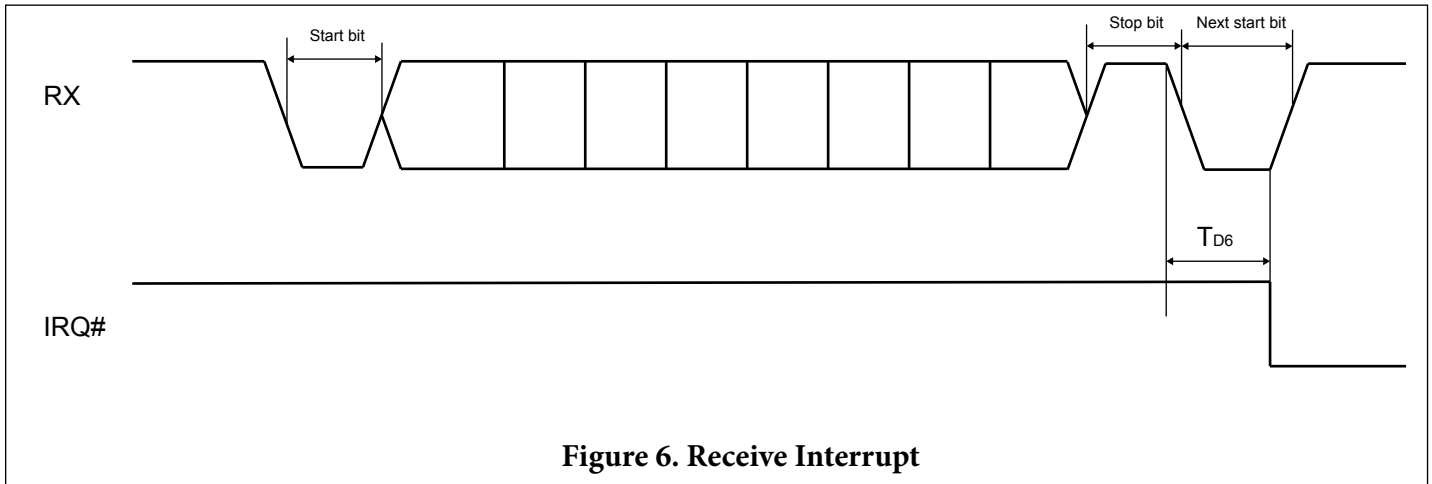 Start bit
Stop bit
Next start bit
RX
TD6
IRQ#
Figure 6. Receive Interrupt